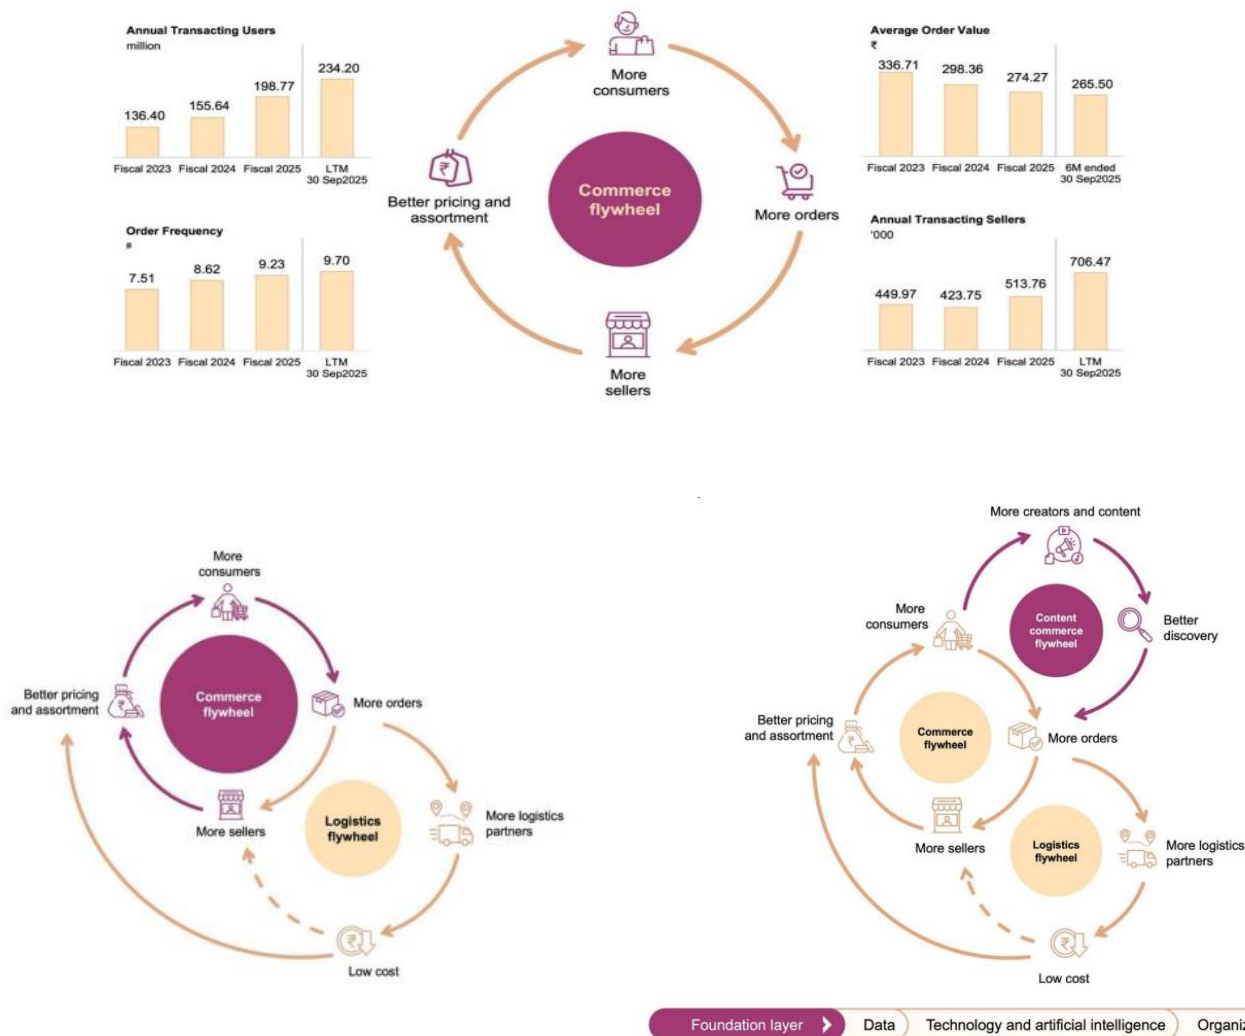 Annual Transacting Users
million
136.40
155.64
198.77
234.20
Fiscal 2023
Fiscal 2024
Fiscal 2025
LTM
30 Sep2025
Order Frequency
#
7.51
8.62
9.23
9.70
Fiscal 2023
Fiscal 2024
Fiscal 2025
LTM
30 Sep2025
More
consumers
₹
Better pricing and
assortment
Commerce
flywheel
More orders
More
sellers
Average Order Value
₹
336.71
298.36
274.27
265.50
Fiscal 2023
Fiscal 2024
Fiscal 2025
6M ended
30 Sep2025
Annual Transacting Sellers
'000
449.97
423.75
513.76
706.47
Fiscal 2023
Fiscal 2024
Fiscal 2025
LTM
30 Sep2025
More
consumers
Better pricing
and assortment
₹
Commerce
flywheel
More orders
More sellers
Logistics
flywheel
More logistics
partners
₹
Low cost
More creators and content
More
consumers
Content
commerce
flywheel
Better
discovery
Better pricing
and assortment
₹
Commerce
flywheel
More orders
More sellers
Logistics
flywheel
More logistics
partners
₹
Low cost
Foundation layer
Data
Technology and artificial intelligence